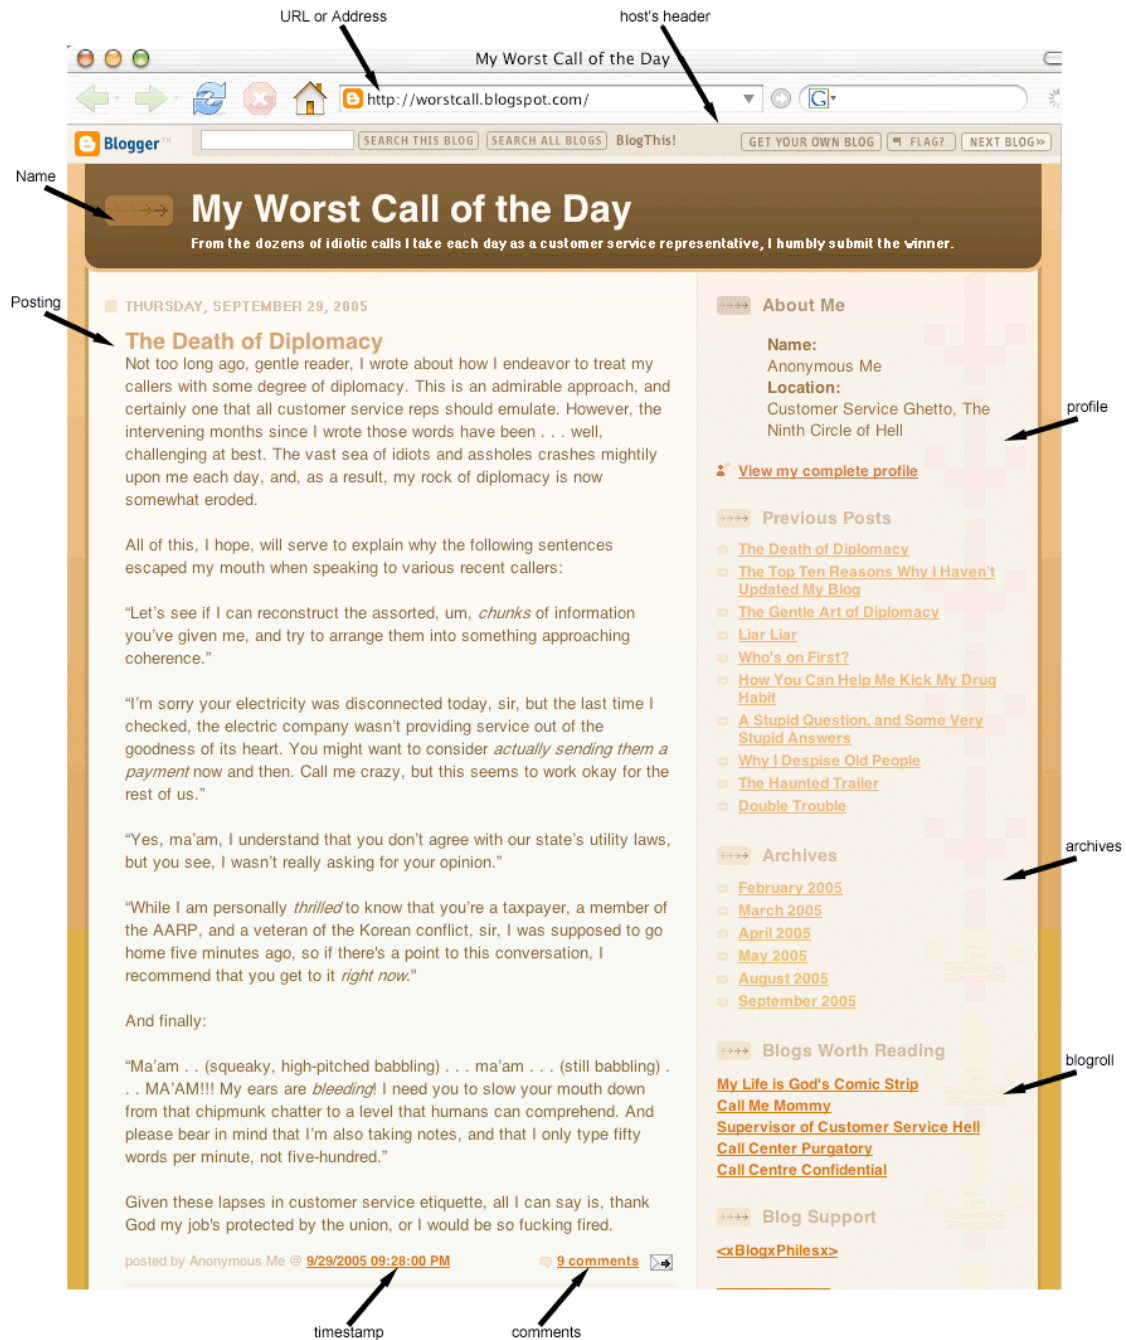 URL or Address
host's header
My Worst Call of the Day
http://worstcall.blogspot.com/
G
Blogger™
SEARCH THIS BLOG
SEARCH ALL BLOGS
BlogThis!
GET YOUR OWN BLOG
FLAG?
NEXT BLOG»
Name
My Worst Call of the Day
From the dozens of idiotic calls I take each day as a customer service representative, I humbly submit the winner.
Posting
THURSDAY, SEPTEMBER 29, 2005
The Death of Diplomacy
Not too long ago, gentle reader, I wrote about how I endeavor to treat my
callers with some degree of diplomacy. This is an admirable approach, and
certainly one that all customer service reps should emulate. However, the
intervening months since I wrote those words have been . . . well,
challenging at best. The vast sea of idiots and assholes crashes mightily
upon me each day, and, as a result, my rock of diplomacy is now
somewhat eroded.
All of this, I hope, will serve to explain why the following sentences
escaped my mouth when speaking to various recent callers:
“Let’s see if I can reconstruct the assorted, um, chunks of information
you’ve given me, and try to arrange them into something approaching
coherence.”
“I’m sorry your electricity was disconnected today, sir, but the last time I
checked, the electric company wasn’t providing service out of the
goodness of its heart. You might want to consider actually sending them a
payment now and then. Call me crazy, but this seems to work okay for the
rest of us.”
“Yes, ma’am, I understand that you don’t agree with our state’s utility laws,
but you see, I wasn’t really asking for your opinion.”
“While I am personally thrilled to know that you’re a taxpayer, a member of
the AARP, and a veteran of the Korean conflict, sir, I was supposed to go
home five minutes ago, so if there's a point to this conversation, I
recommend that you get to it right now."
And finally:
“Ma’am . . (squeaky, high-pitched babbling) . . . ma’am . . . (still babbling) .
. . MA’AM!!! My ears are bleeding! I need you to slow your mouth down
from that chipmunk chatter to a level that humans can comprehend. And
please bear in mind that I’m also taking notes, and that I only type fifty
words per minute, not five-hundred.”
Given these lapses in customer service etiquette, all I can say is, thank
God my job's protected by the union, or I would be so fucking fired.
posted by Anonymous Me @ 9/29/2005 09:28:00 PM
9 comments
timestamp
comments
About Me
Name:
Anonymous Me
Location:
Customer Service Ghetto, The
Ninth Circle of Hell
profile
View my complete profile
Previous Posts
The Death of Diplomacy
The Top Ten Reasons Why I Haven't
Updated My Blog
The Gentle Art of Diplomacy
Liar Liar
Who's on First?
How You Can Help Me Kick My Drug
Habit
A Stupid Question, and Some Very
Stupid Answers
Why I Despise Old People
The Haunted Trailer
Double Trouble
Archives
archives
February 2005
March 2005
April 2005
May 2005
August 2005
September 2005
Blogs Worth Reading
blogroll
My Life is God's Comic Strip
Call Me Mommy
Supervisor of Customer Service Hell
Call Center Purgatory
Call Centre Confidential
Blog Support
<xBlogxPhilesx>